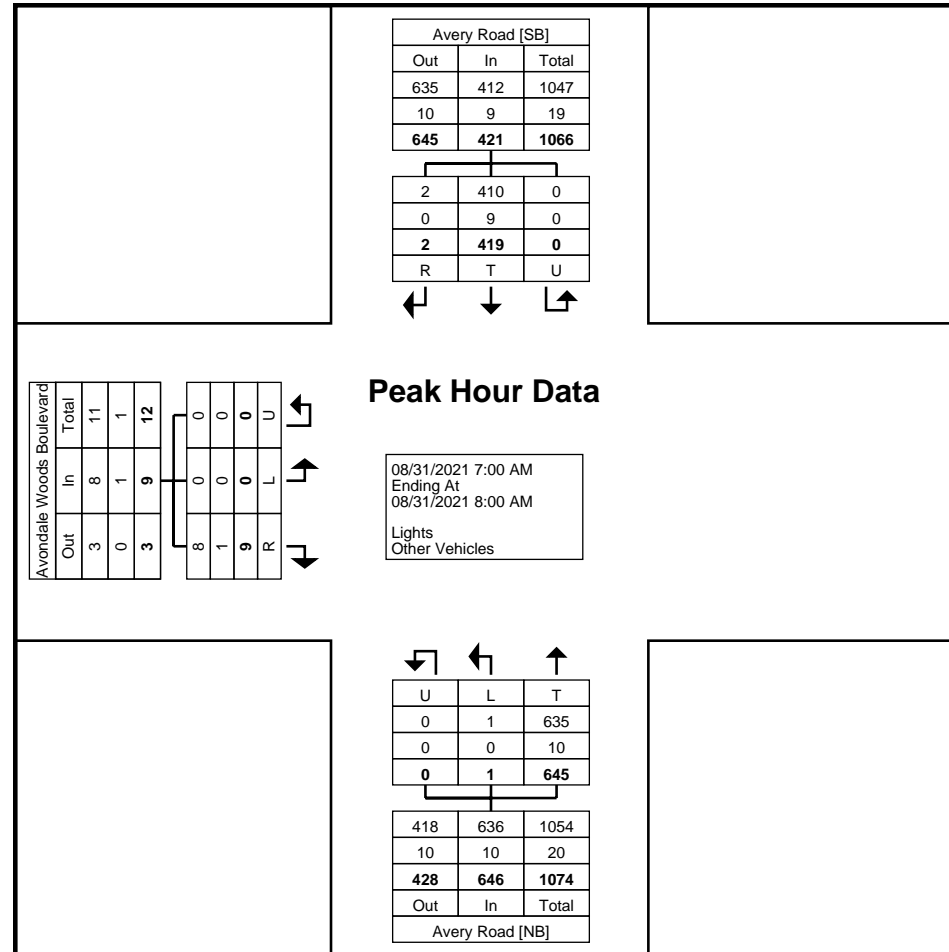 Avery Road [SB]
Out In Total
635 412 1047
10 9 19
645 421 1066
2 410 0
0 9 0
2 419 0
R T U
Peak Hour Data
Avondale Woods Boulevard
Out In Total
3 8 11
0 1 1
3 9 12
8 0 0
1 0 0
9 0 0
R L U
08/31/2021 7:00 AM
Ending At
08/31/2021 8:00 AM
Lights
Other Vehicles
U L T
0 1 635
0 0 10
0 1 645
418 636 1054
10 10 20
428 646 1074
Out In Total
Avery Road [NB]